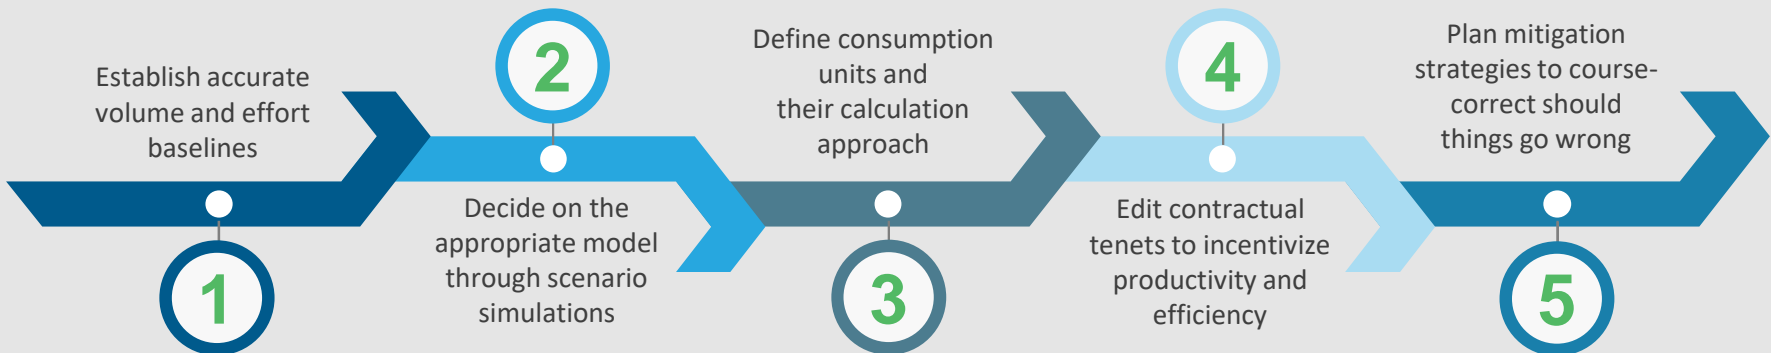 Establish accurate
volume and effort
baselines
1
2
Decide on the
appropriate model
through scenario
simulations
Define consumption
units and
their calculation
approach
3
4
Edit contractual
tenets to incentivize
productivity and
efficiency
Plan mitigation
strategies to course-
correct should
things go wrong
5